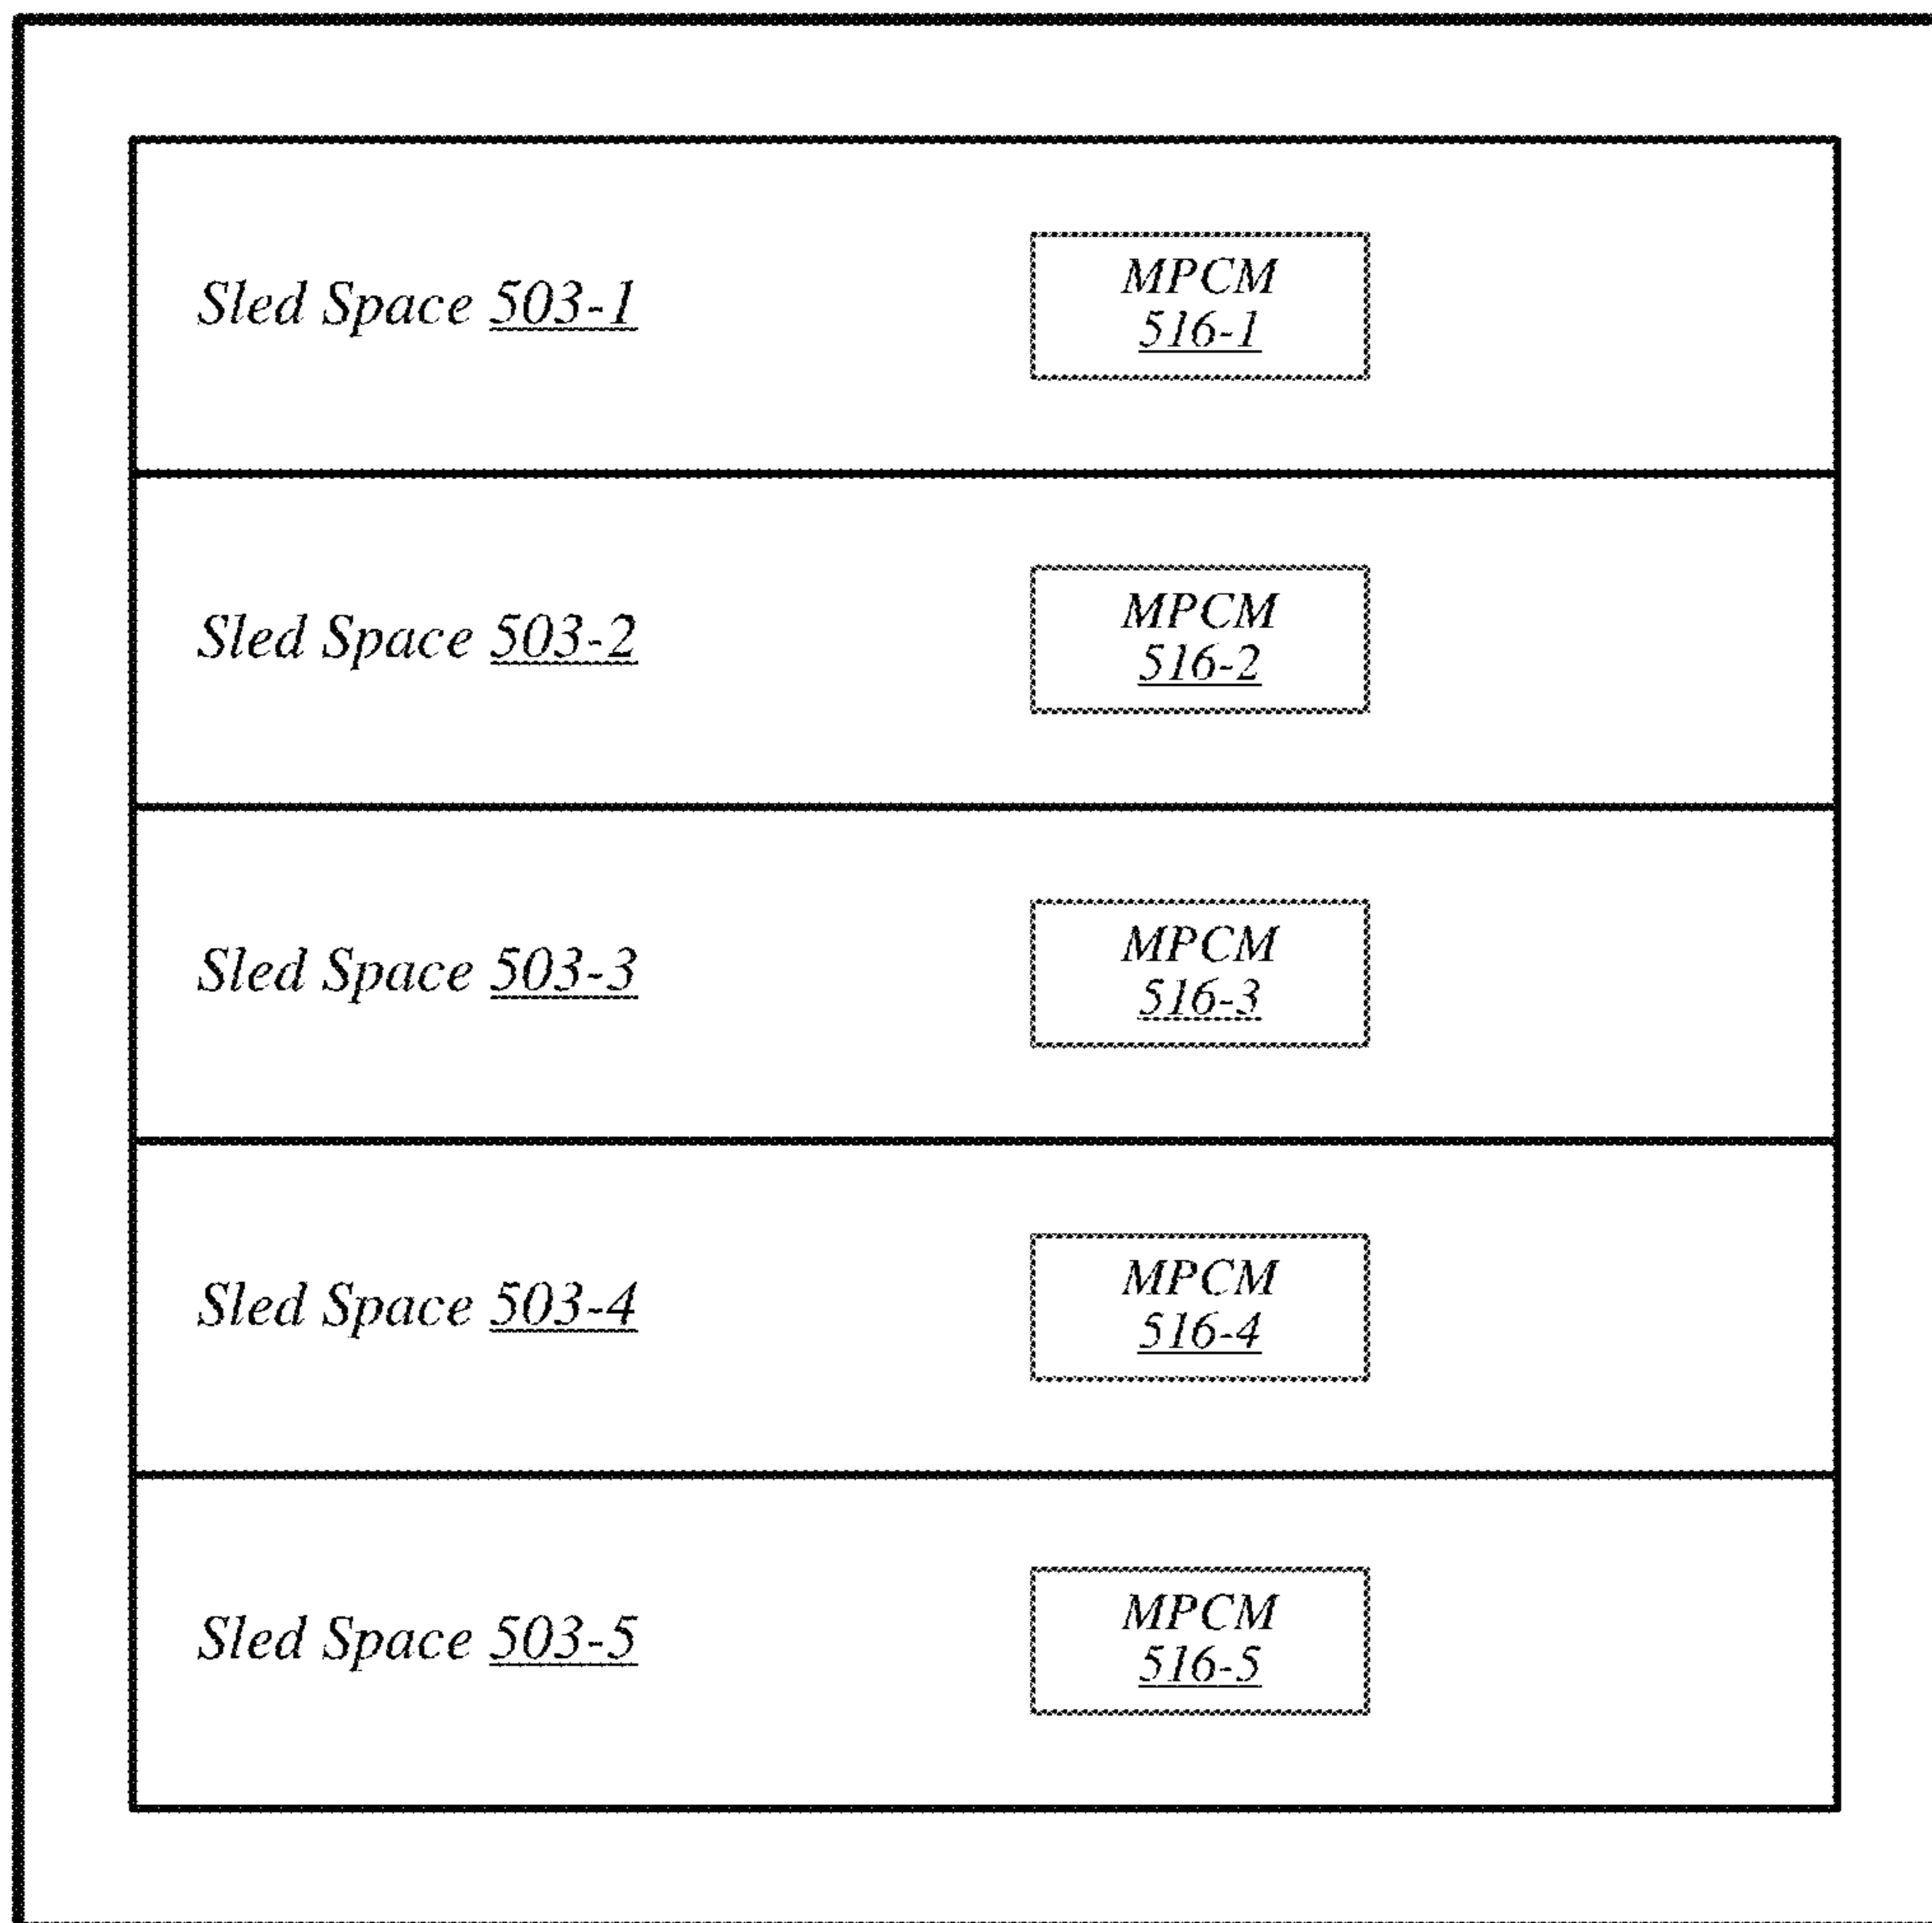 Sled Space 503-1
MPCM
516-1
Sled Space 503-2
MPCM
516-2
Sled Space 503-3
MPCM
516-3
Sled Space 503-4
MPCM
516-4
Sled Space 503-5
MPCM
516-5